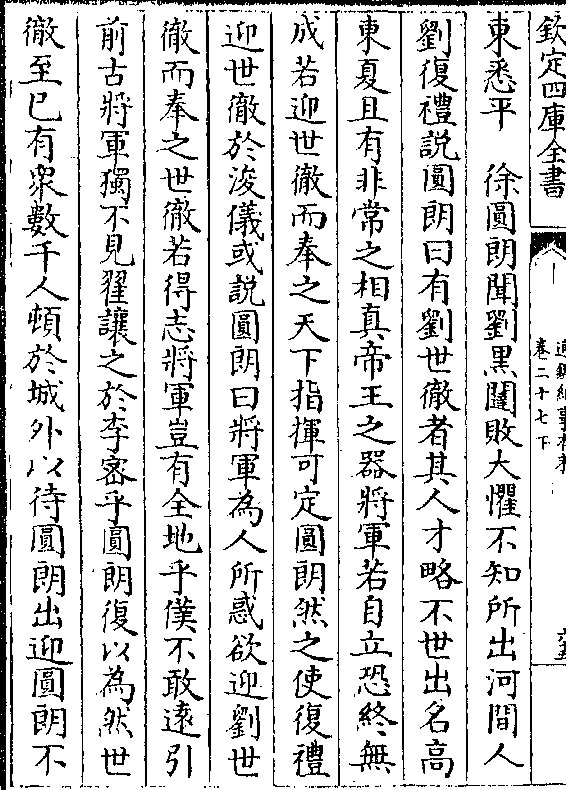 欽定四庫全書
卷二十七下
東悉平　徐圓朗聞劉黑闥敗大懼不知所出河間人
劉復禮說圓朗曰有劉世徹者其人才略不世出名高
東夏且有非常之相真帝王之器將軍若自立恐終無
成若迎世徹而奉之天下指揮可定圓朗然之使復禮
迎世徹於浚儀或說圓朗曰將軍為人所惑欲迎劉世
徹而奉之世徹若得志將軍豈有全地乎僕不敢遠引
前古將軍獨不見翟讓之於李密乎圓朗復以為然世
徹至已有衆數千人頓於城外以待圓朗出迎圓朗不